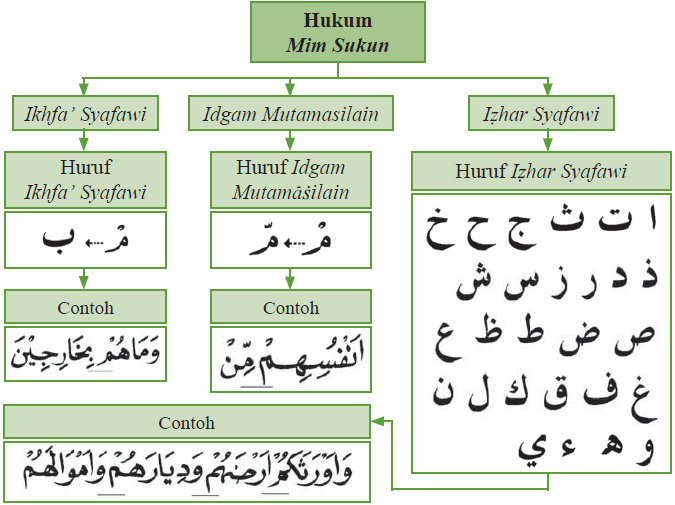 Hukum
Mim Sukun
Ikhfa’ Syafawi
Idgam Mutamasilain
Iẓhar Syafawi
Huruf
Ikhfa’ Syafawi
Huruf Idgam
Mutamāṡilain
Huruf Iẓhar Syafawi
مْ ب
مْ مّ
ا ت ث ج ح خ
ذ د ر ز س ش
ص ض ط ظ ع
غ ف ق ك ل ن
و ه ء ي
Contoh
Contoh
وَمَاهُمْ بِخَارِجِيْنَ
اَنْفُسِهِمْ مِّنْ
Contoh
وَاَوْرَثَكُمْ اَرْضَهُمْ وَدِيَارَهُمْ وَاَمْوَالَهُمْ